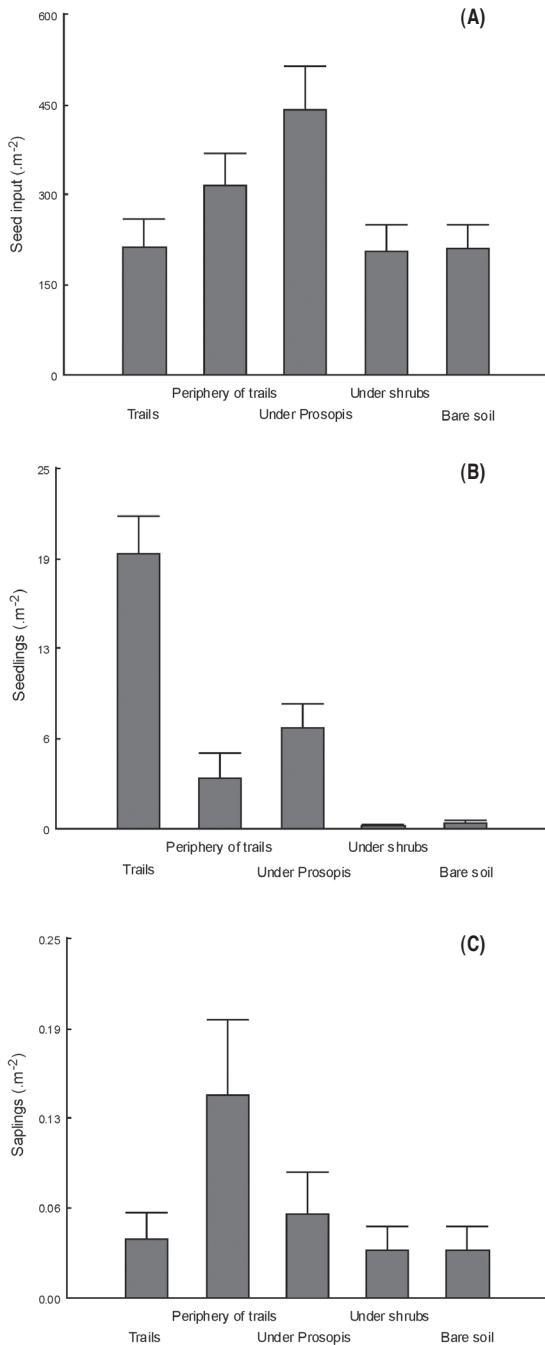 (A)
600
450
300
150
0
Seed input (.m-2)
Periphery of trails
Under shrubs
Trails
Under Prosopis
Bare soil
(B)
25
19
13
6
0
Seedlings (.m-2)
Periphery of trails
Under shrubs
Trails
Under Prosopis
Bare soil
(C)
0.25
0.19
0.13
0.06
0.00
Saplings (.m-2)
Periphery of trails
Under shrubs
Trails
Under Prosopis
Bare soil